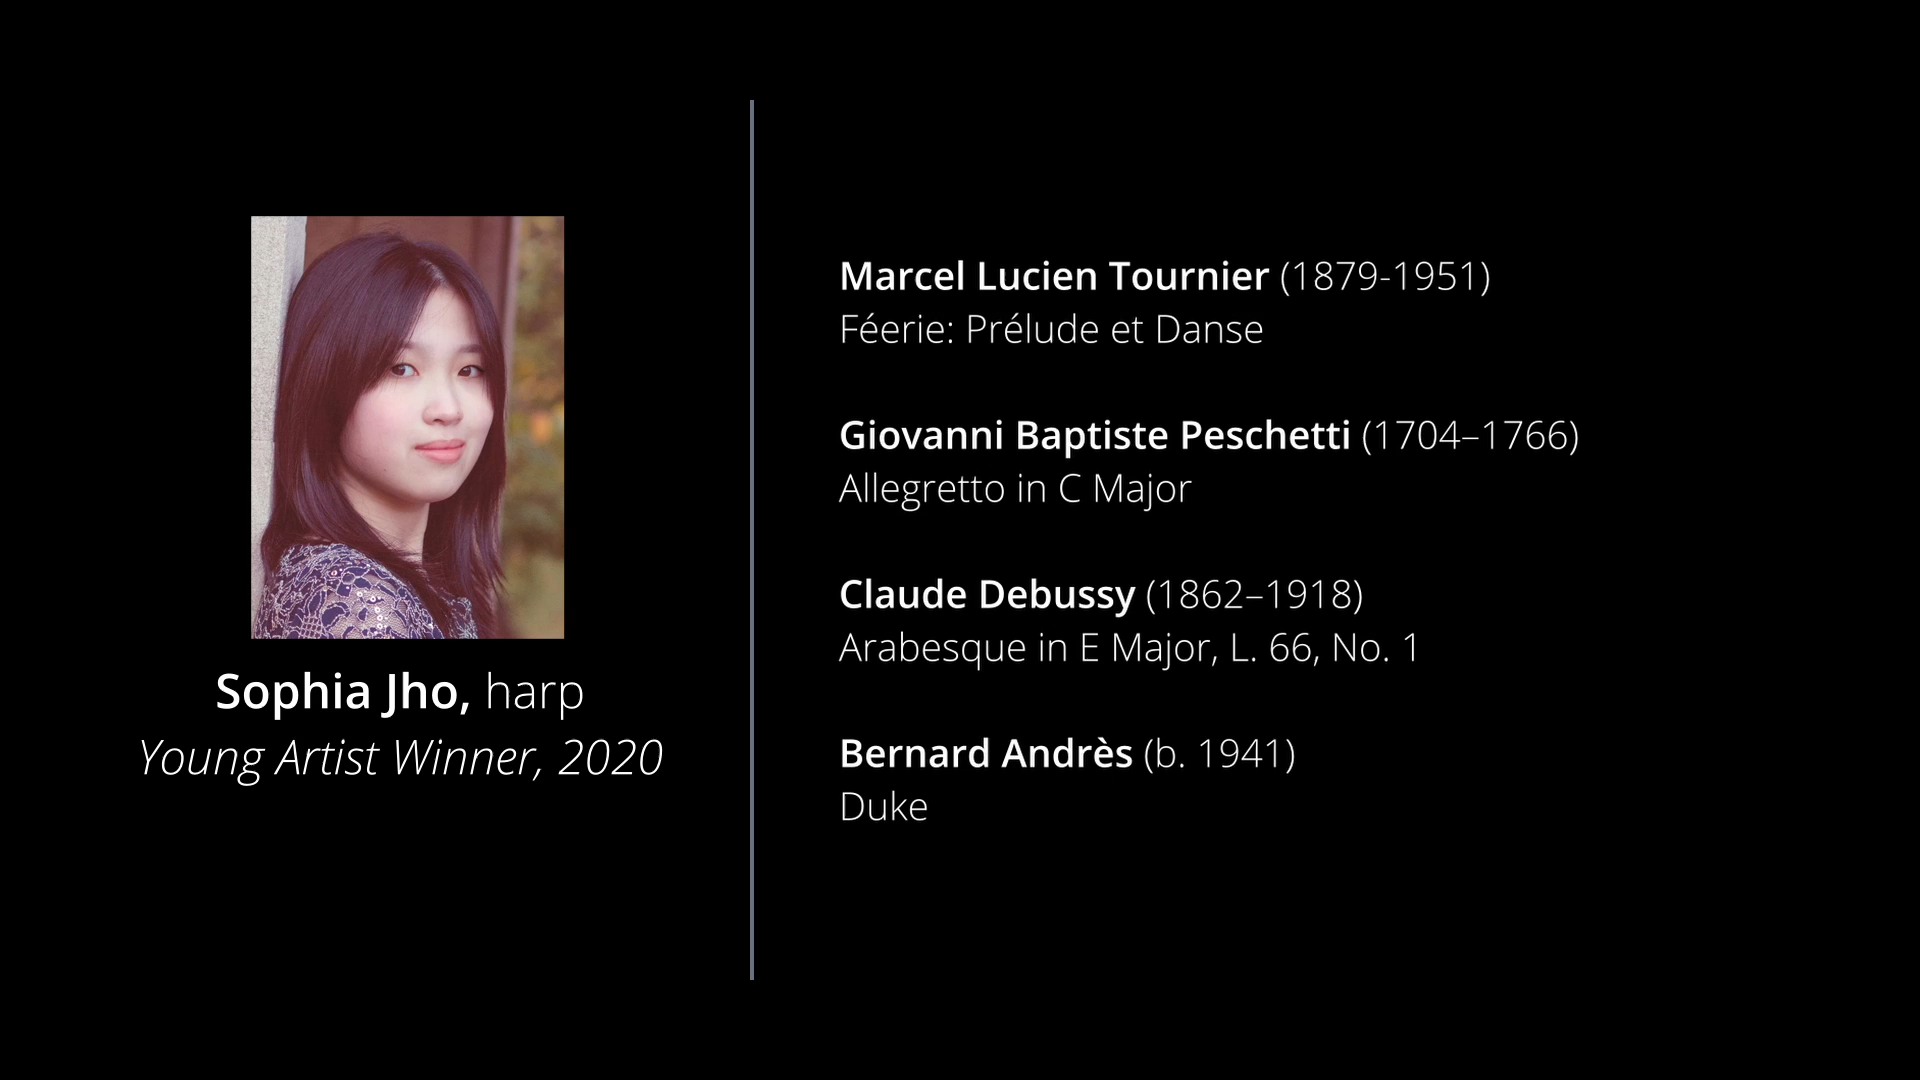 Sophia Jho, harp
Young Artist Winner, 2020
Marcel Lucien Tournier (1879-1951)
Féerie: Prélude et Danse
Giovanni Baptiste Peschetti (1704–1766)
Allegretto in C Major
Claude Debussy (1862–1918)
Arabesque in E Major, L. 66, No. 1
Bernard Andrès (b. 1941)
Duke